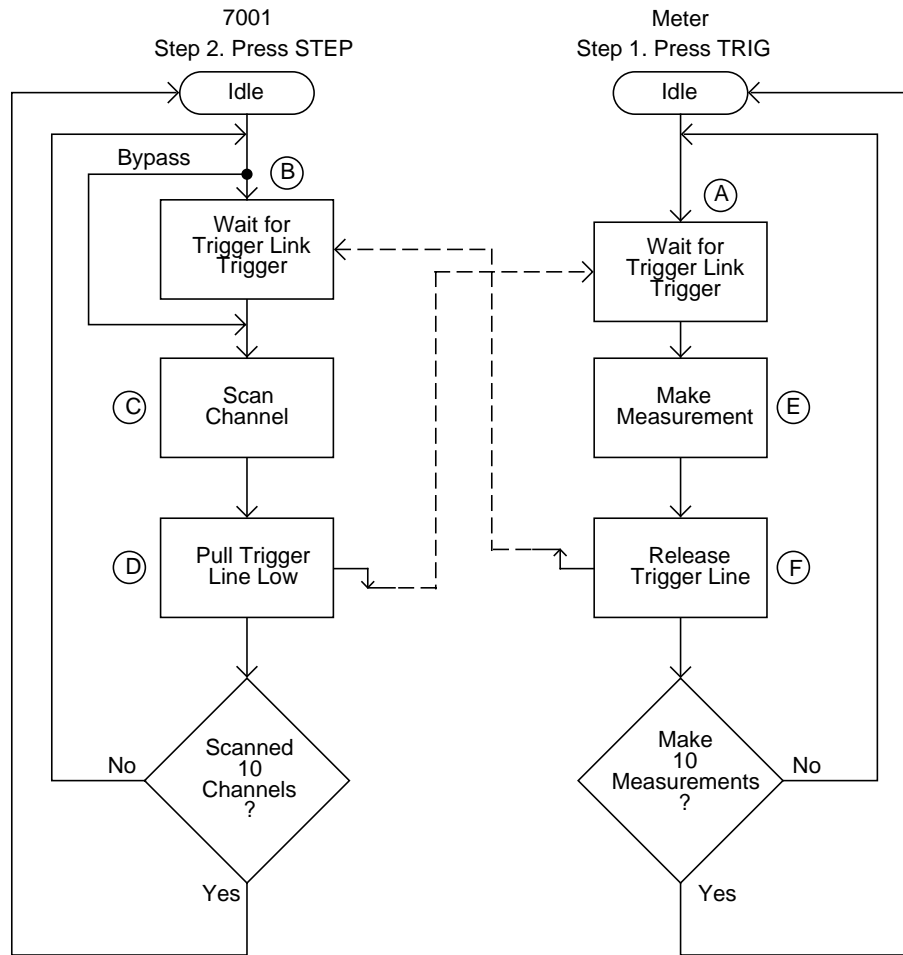 7001
Step 2. Press STEP
Idle
Bypass
B
Wait for
Trigger Link
Trigger
C
Scan
Channel
D
Pull Trigger
Line Low
Scanned
10
Channels
?
No
Yes
Meter
Step 1. Press TRIG
Idle
A
Wait for
Trigger Link
Trigger
Make
Measurement
E
Release
Trigger Line
F
Make
10
Measurements
?
No
Yes